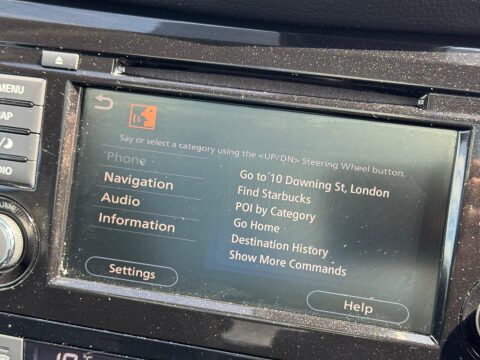 MENU
Say or select a category using the <UP/DN> Steering Wheel button.
Phone
Navigation
Audio
Information
Go to 10 Downing St, London
Find Starbucks
POI by Category
Go Home
Destination History
Show More Commands
Settings
Help